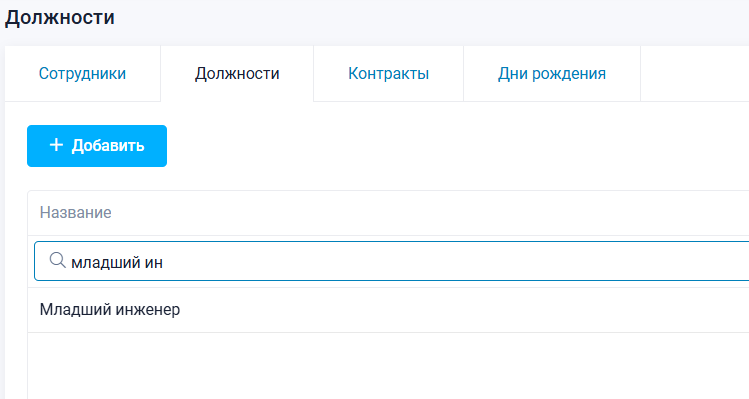 Должности
Сотрудники Должности Контракты Дни рождения
+ Добавить
Название
младший ин
Младший инженер